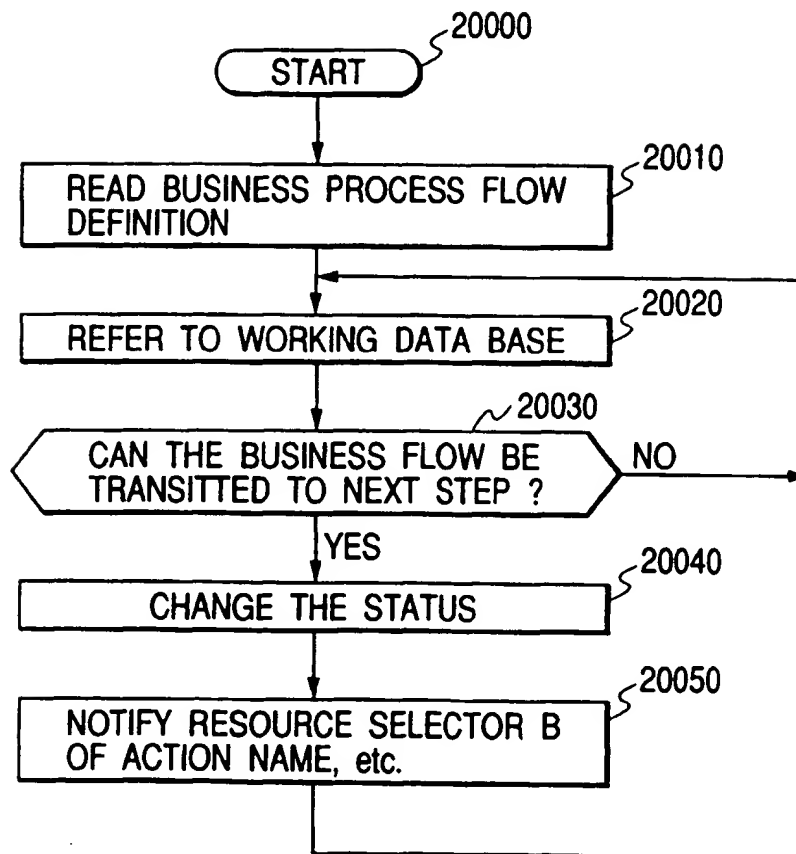 20000
START
20010
READ BUSINESS PROCESS FLOW
DEFINITION
20020
REFER TO WORKING DATA BASE
20030
CAN THE BUSINESS FLOW BE
TRANSITTED TO NEXT STEP ?
NO
YES
20040
CHANGE THE STATUS
20050
NOTIFY RESOURCE SELECTOR B
OF ACTION NAME, etc.